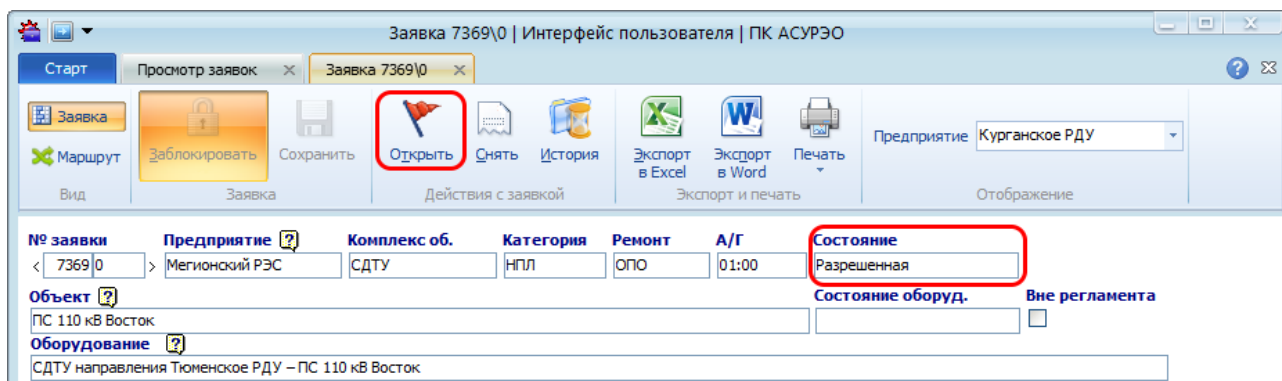 Заявка 7369\0 | Интерфейс пользователя | ПК АСУРЭО
Старт Просмотр заявок Заявка 7369\0
Заявка
Маршрут
Заблокировать Сохранить
Открыть Снять История
Экспорт в Excel
Экспорт в Word
Печать
Предприятие Курганское РДУ
Вид Заявка Действия с заявкой Экспорт и печать Отображение
№ заявки Предприятие ? Комплекс об. Категория Ремонт А/Г Состояние
< 7369 0 > Мегионский РЭС СДТУ НПЛ ОПО 01:00 Разрешенная
Объект ? Состояние оборуд. Вне регламента
ПС 110 кВ Восток
Оборудование ?
СДТУ направления Тюменское РДУ – ПС 110 кВ Восток